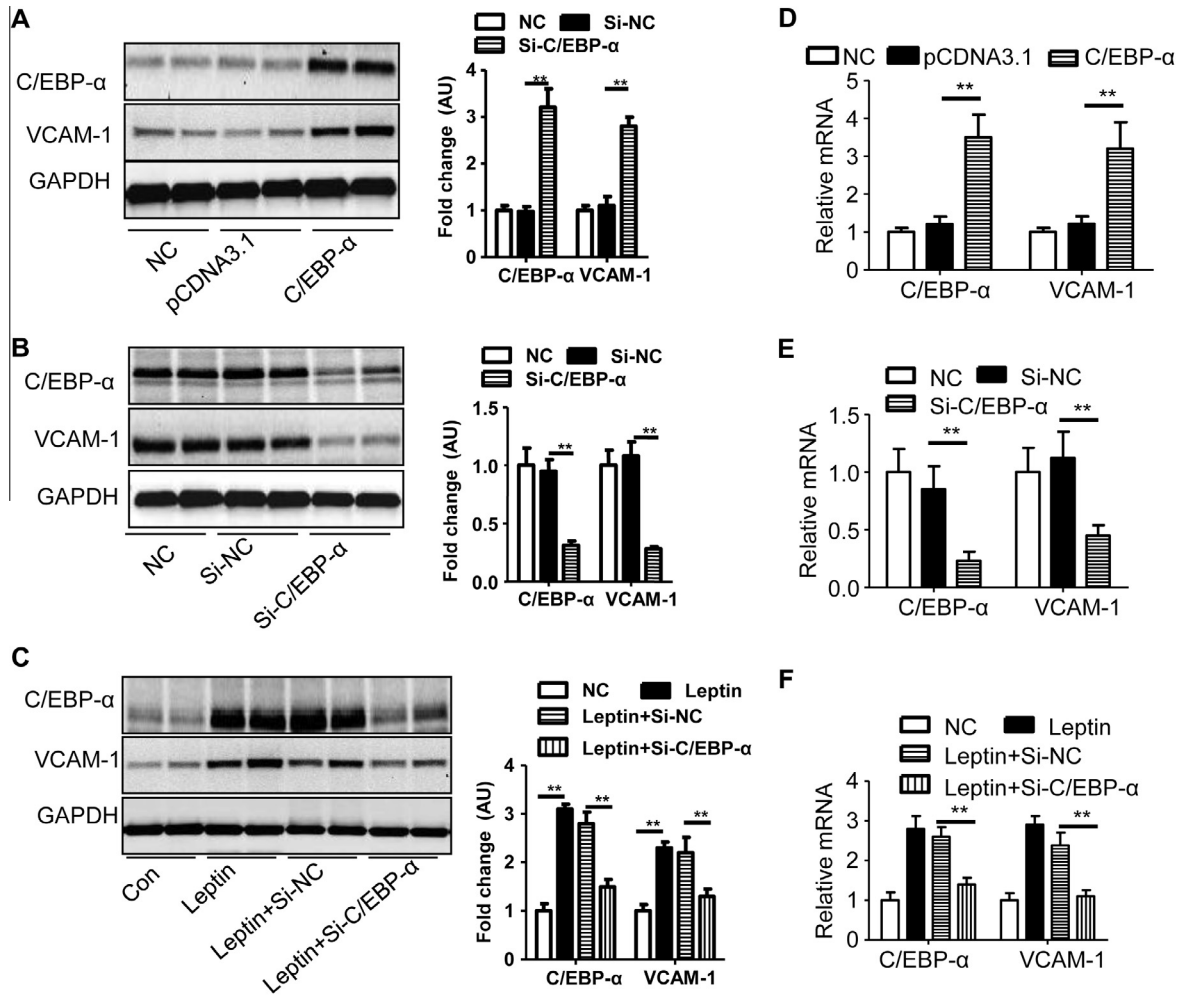 A
C/EBP-α
VCAM-1
GAPDH
NC
pCDNA3.1
C/EBP-α
NC Si-NC
Si-C/EBP-α
Fold change (AU)
4
3
2
1
0
** **
C/EBP-α VCAM-1
D
NC pCDNA3.1 C/EBP-α
Relative mRNA
5
4
3
2
1
0
** **
C/EBP-α VCAM-1
B
C/EBP-α
VCAM-1
GAPDH
NC
Si-NC
Si-C/EBP-α
NC Si-NC
Si-C/EBP-α
Fold change (AU)
1.5
1.0
0.5
0.0
** **
C/EBP-α VCAM-1
E
NC Si-NC
Si-C/EBP-α
Relative mRNA
1.5
1.0
0.5
0.0
** **
C/EBP-α VCAM-1
C
C/EBP-α
VCAM-1
GAPDH
Con
Leptin
Leptin+Si-NC
Leptin+Si-C/EBP-α
NC Leptin
Leptin+Si-NC
Leptin+Si-C/EBP-α
Fold change (AU)
4
3
2
1
0
** ** ** **
C/EBP-α VCAM-1
F
NC Leptin
Leptin+Si-NC
Leptin+Si-C/EBP-α
Relative mRNA
4
3
2
1
0
** **
C/EBP-α VCAM-1